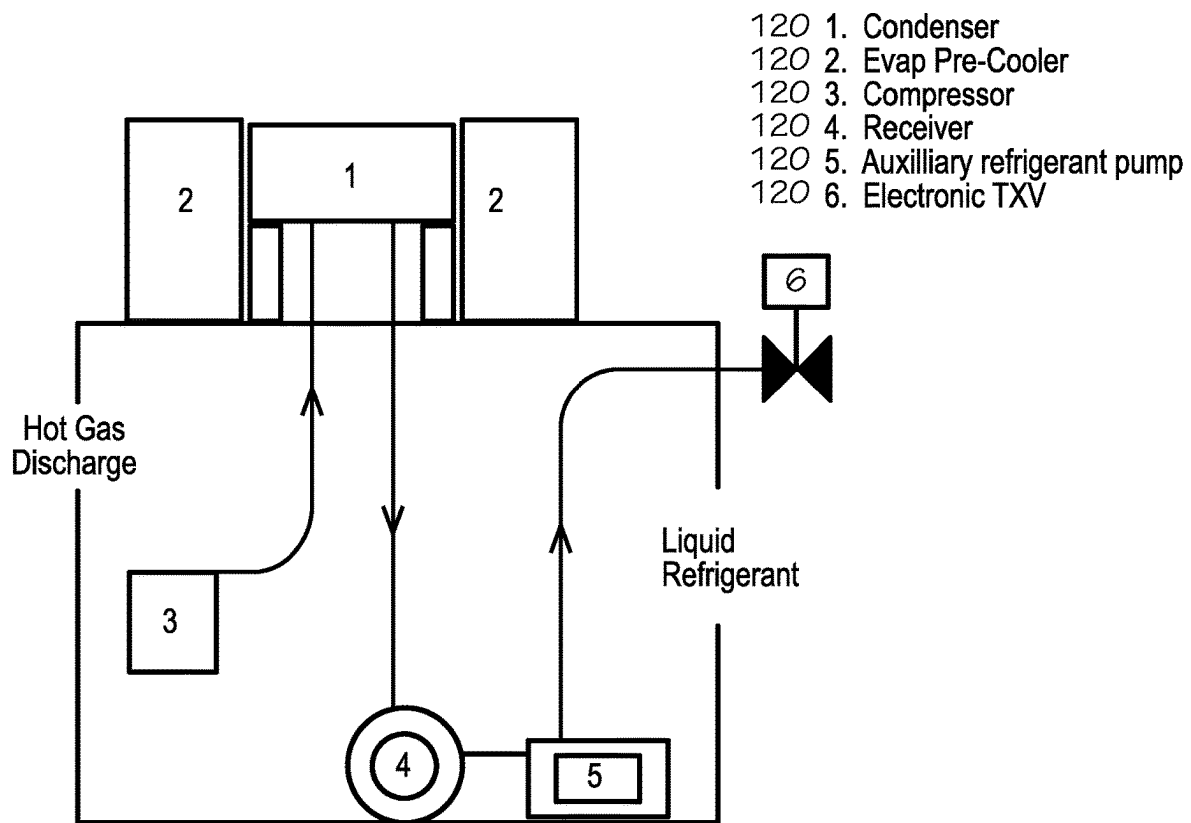 120 1. Condenser
120 2. Evap Pre-Cooler
120 3. Compressor
120 4. Receiver
120 5. Auxilliary refrigerant pump
120 6. Electronic TXV
2
1
2
6
Hot Gas
Discharge
Liquid
Refrigerant
3
4
5